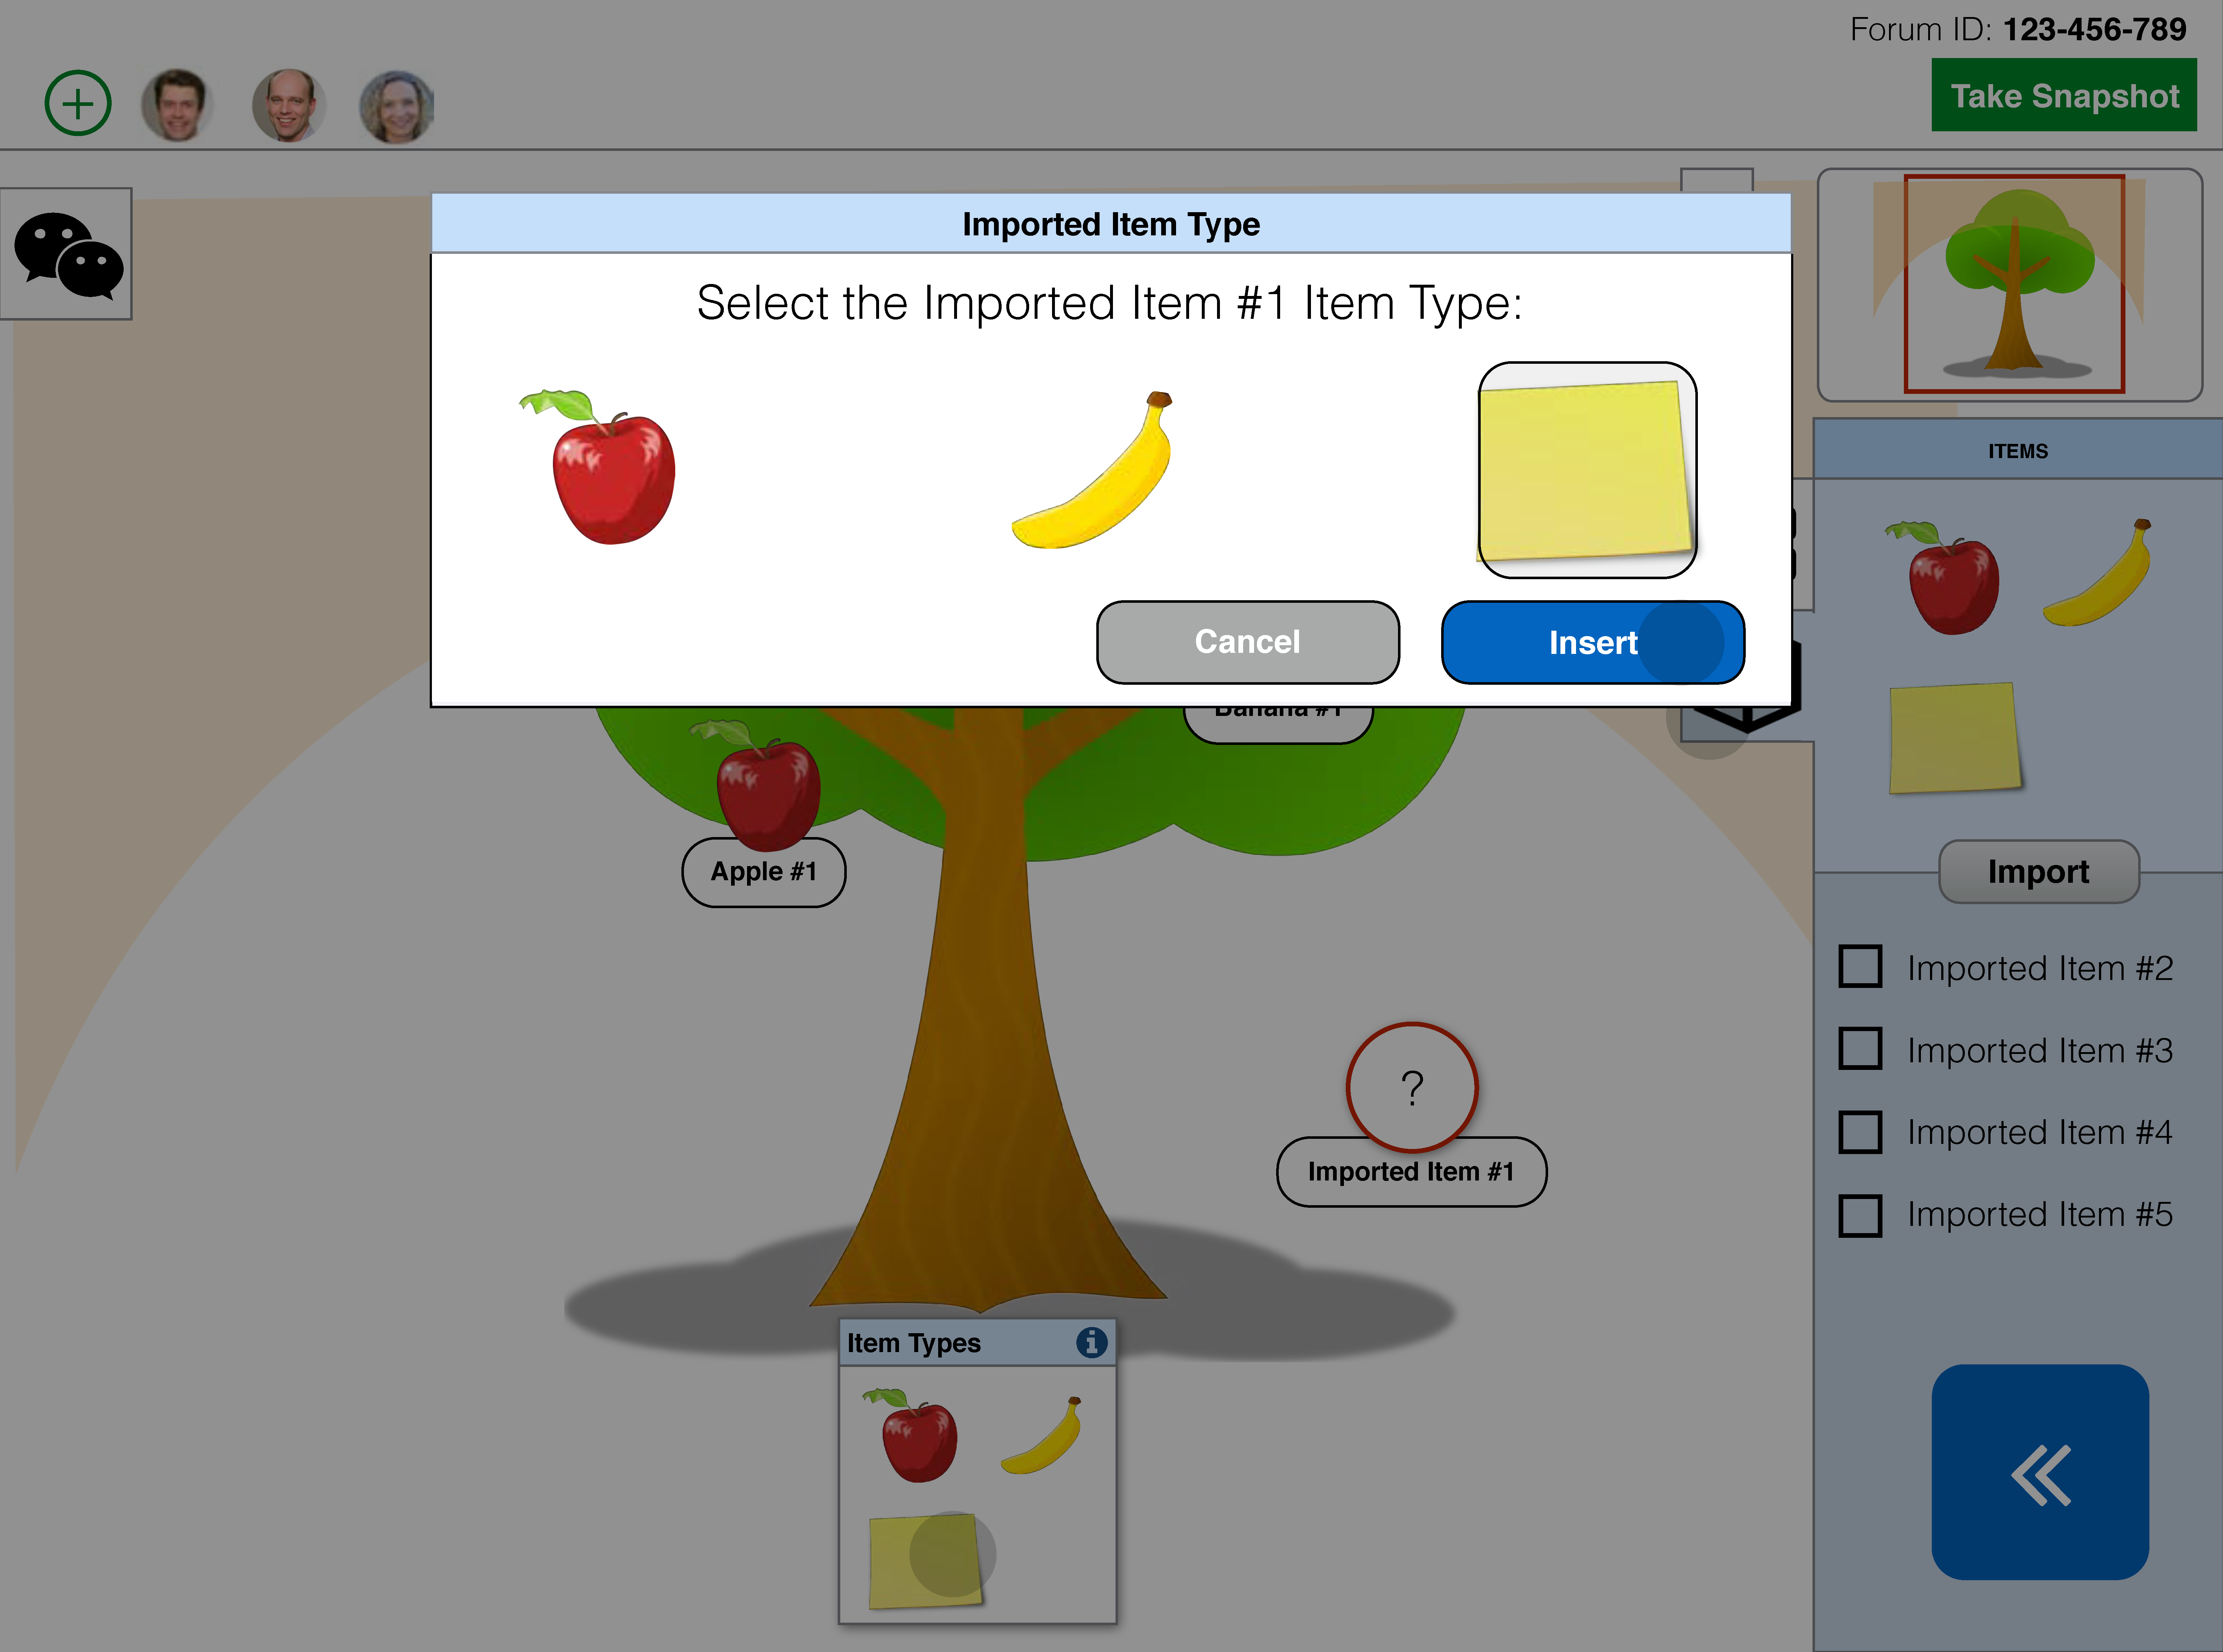 Forum ID: 123-456-789
Take Snapshot
Imported Item Type
Select the Imported Item #1 Item Type:
Cancel
Insert
ITEMS
Banana #1
Apple #1
Import
Imported Item #2
Imported Item #3
Imported Item #4
Imported Item #5
?
Imported Item #1
Item Types